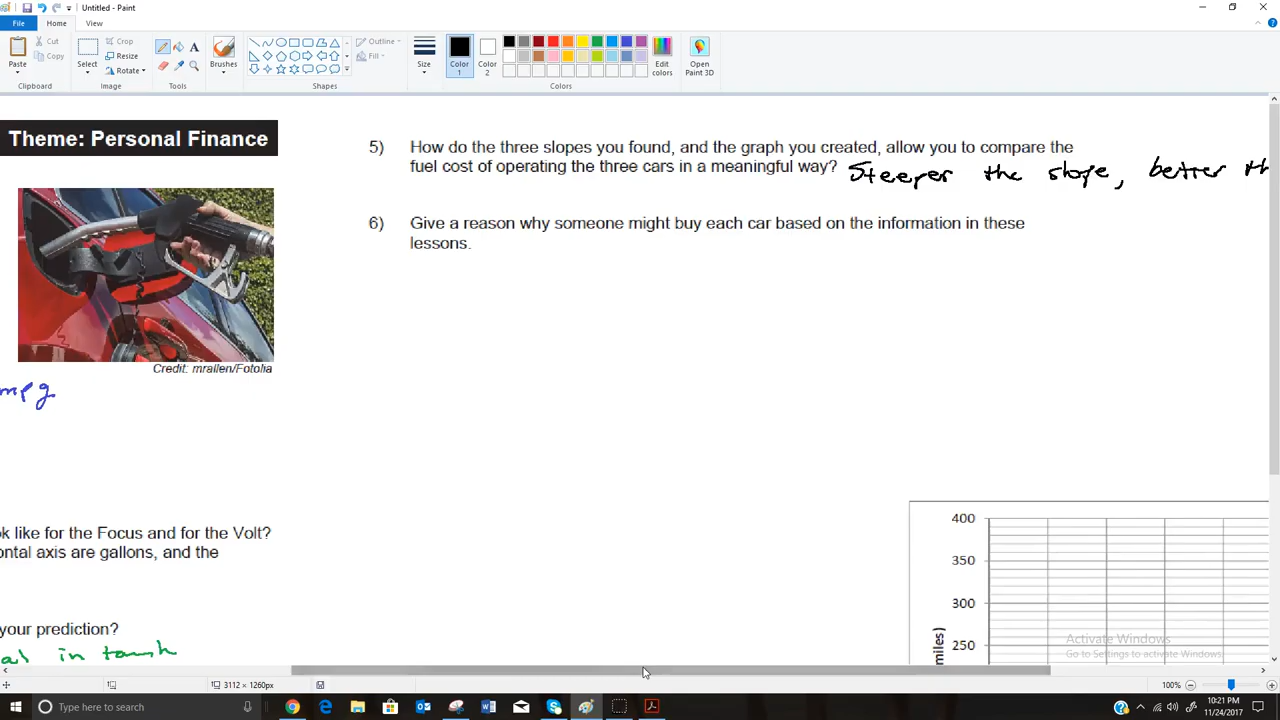 Untitled - Paint
File
Home
View
Paste
Cut
Copy
Clipboard
Select
Crop
Resize
Rotate
Image
Tools
Brushes
Shapes
Outline
Fill
Size
Color 1
Color 2
Edit colors
Colors
Open Paint 3D
Theme: Personal Finance
Credit: mrallen/Fotolia
mpg
ok like for the Focus and for the Volt?
ontal axis are gallons, and the
your prediction?
al in tank
5) How do the three slopes you found, and the graph you created, allow you to compare the
fuel cost of operating the three cars in a meaningful way? Steeper the slope, better th
6) Give a reason why someone might buy each car based on the information in these
lessons.
400
350
300
250
miles)
Activate Windows
Go to Settings to activate Windows.
3112 × 1260px
100%
Type here to search
10:21 PM
11/24/2017